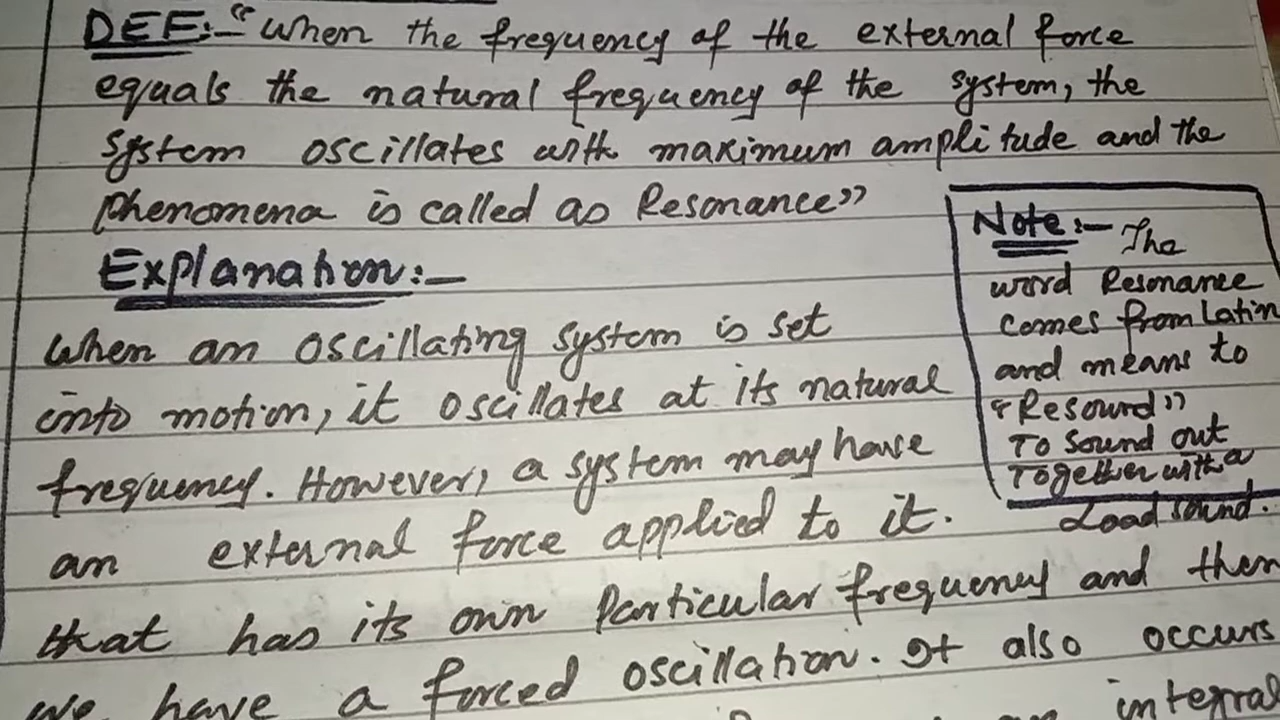 DEF:- "When the frequency of the external force
equals the natural frequency of the system, the
system oscillates with maximum amplitude and the
phenomena is called as Resonance"
Explanation:-
When an oscillating system is set
into motion, it oscillates at its natural
frequency. However, a system may have
an external force applied to it.
that has its own Particular frequency and then
we have a forced oscillation. It also occurs
an integral
Note:- The
word Resonance
comes from Latin
and means to
"Resound"
To sound out
Together with a
Load sound.